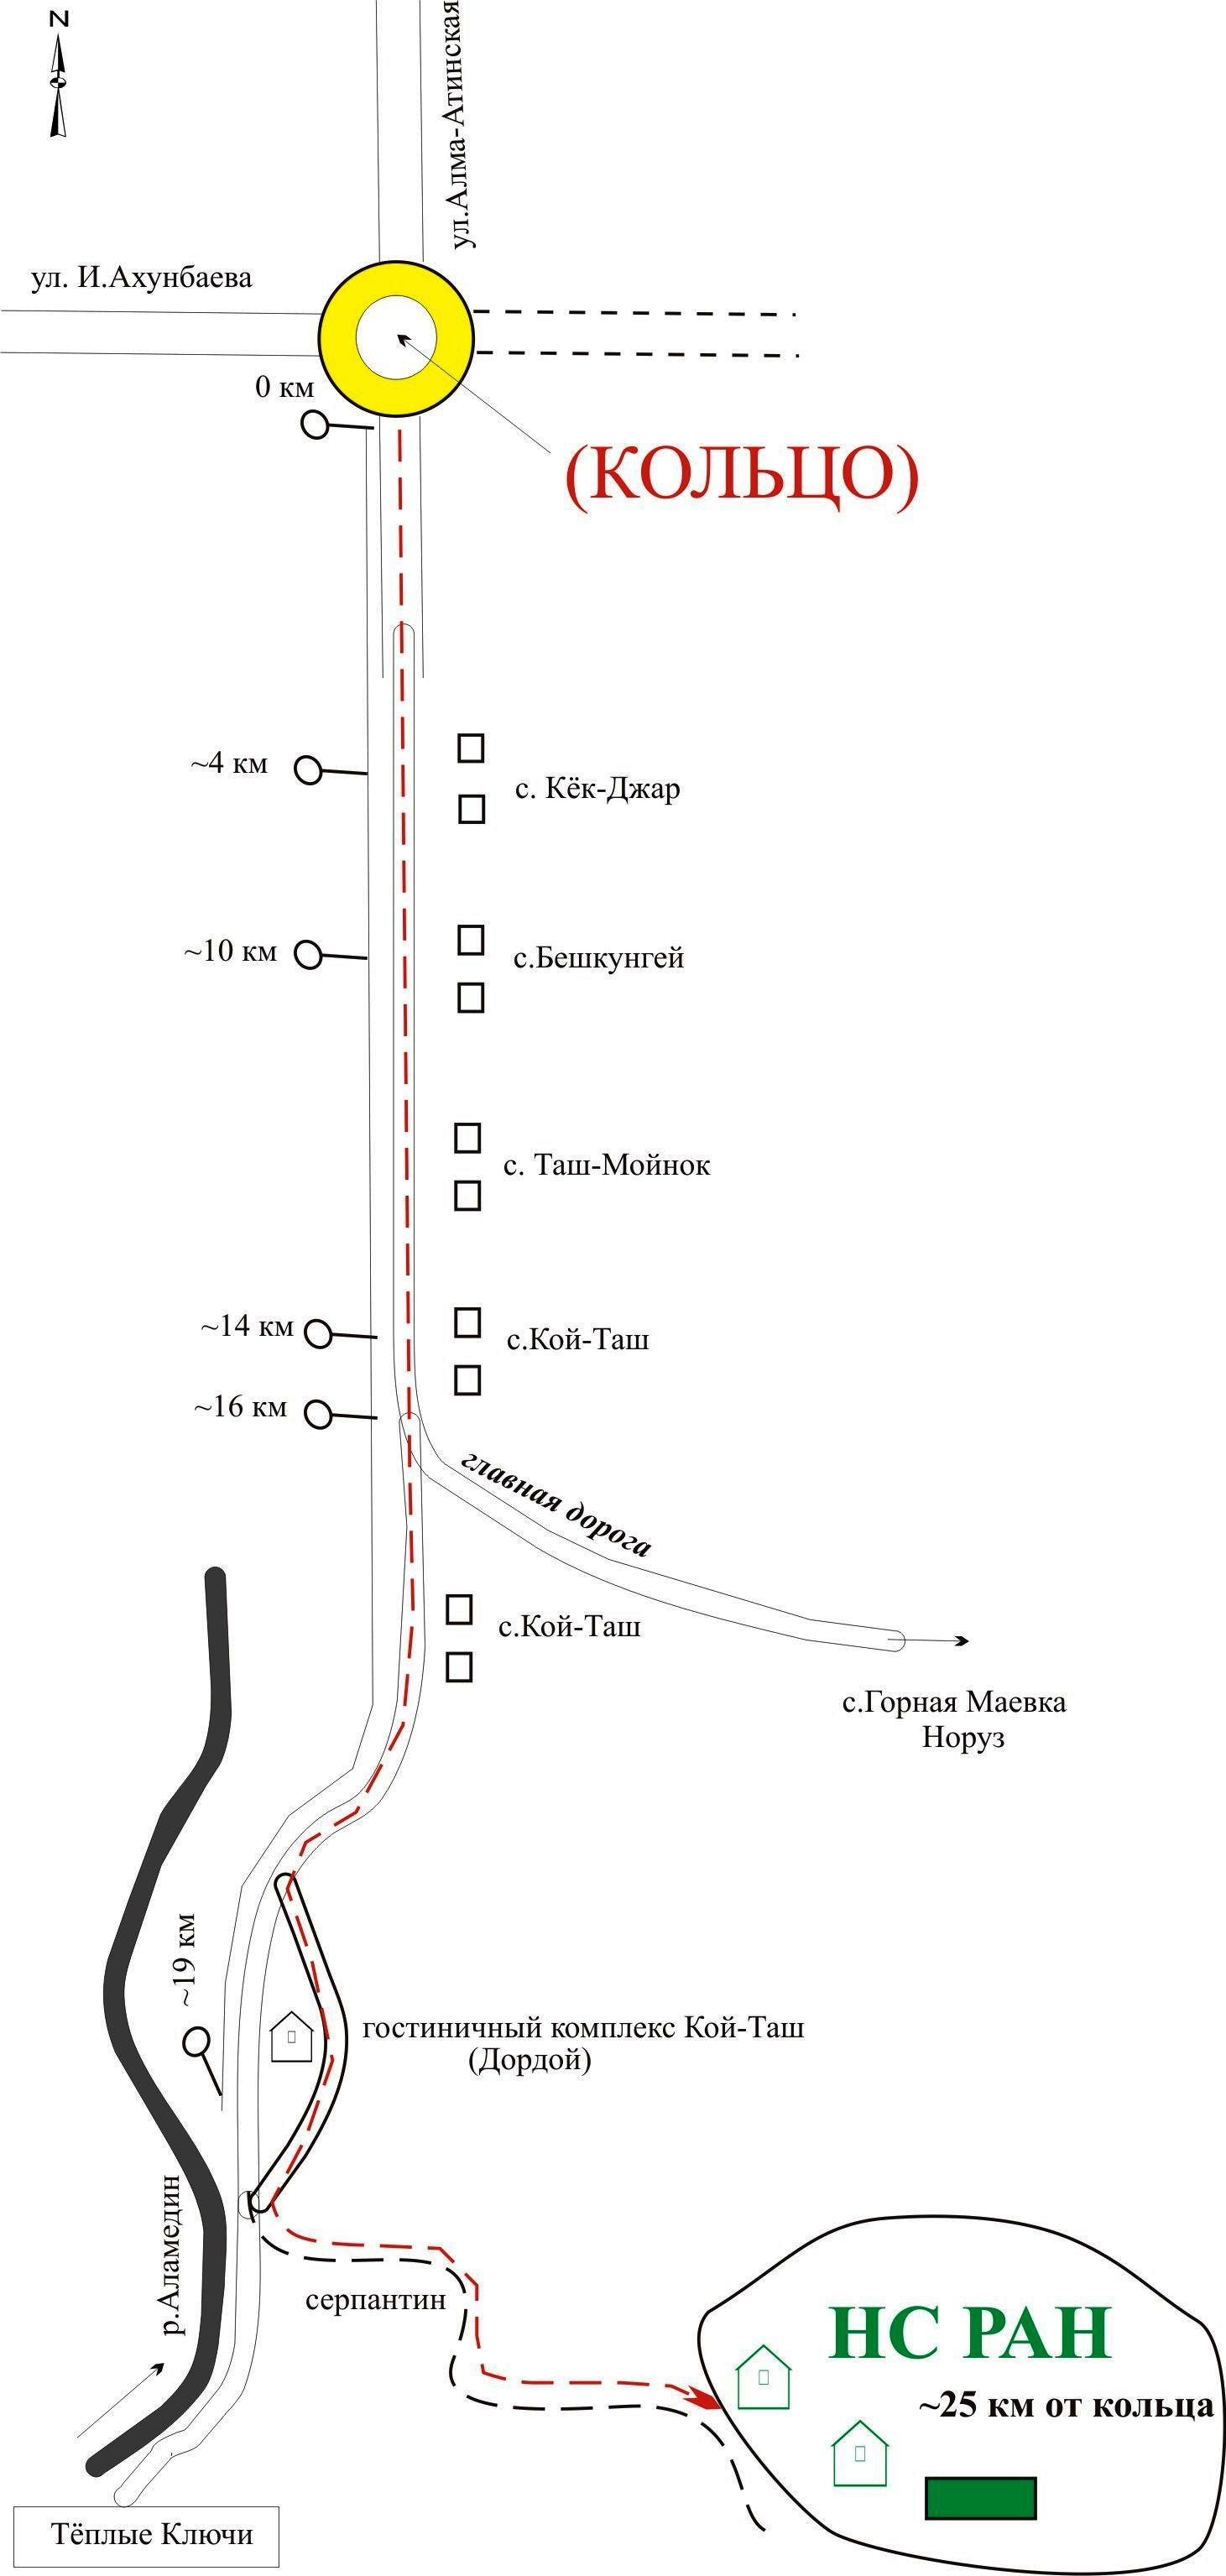 N
ул.Алма-Атинская
ул. И.Ахунбаева
0 км
(КОЛЬЦО)
~4 км
с. Кёк-Джар
~10 км
с.Бешкунгей
с. Таш-Мойнок
~14 км
с.Кой-Таш
~16 км
главная дорога
с.Кой-Таш
с.Горная Маевка
Норуз
~19 км
гостиничный комплекс Кой-Таш
(Дордой)
р.Аламедин
серпантин
НС РАН
~25 км от кольца
Тёплые Ключи